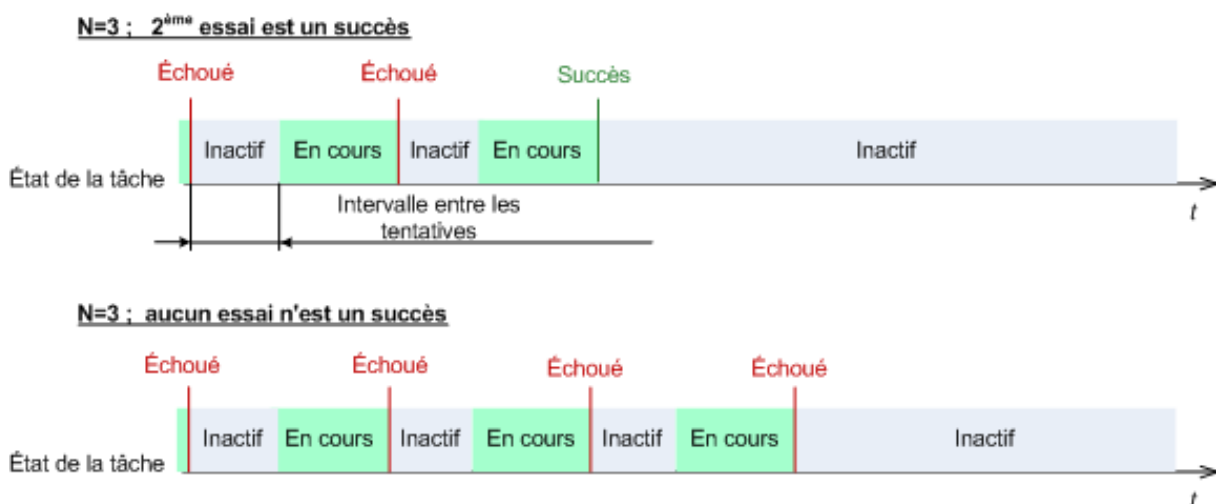 N=3 ; 2ème essai est un succès
Échoué Échoué Succès
Inactif En cours Inactif En cours Inactif
État de la tâche
t
Intervalle entre les
tentatives
N=3 ; aucun essai n'est un succès
Échoué Échoué Échoué Échoué
Inactif En cours Inactif En cours Inactif En cours Inactif
État de la tâche
t